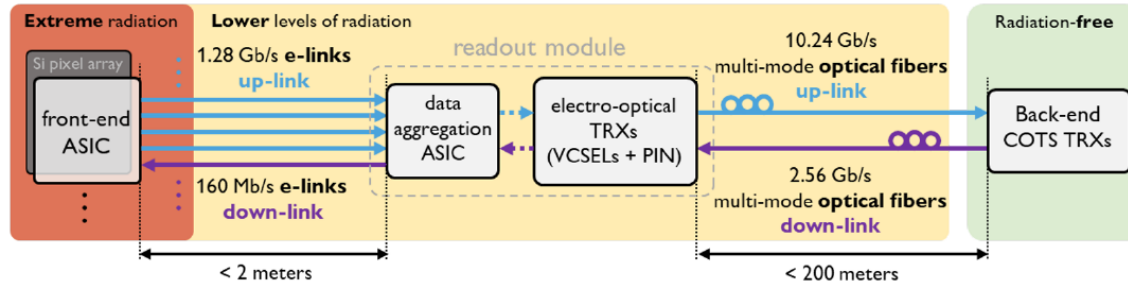 Extreme radiation
Lower levels of radiation
Radiation-free
Si pixel array
front-end
ASIC
1.28 Gb/s e-links
up-link
160 Mb/s e-links
down-link
readout module
data
aggregation
ASIC
electro-optical
TRXs
(VCSELs + PIN)
10.24 Gb/s
multi-mode optical fibers
up-link
2.56 Gb/s
multi-mode optical fibers
down-link
Back-end
COTS TRXs
< 2 meters
< 200 meters